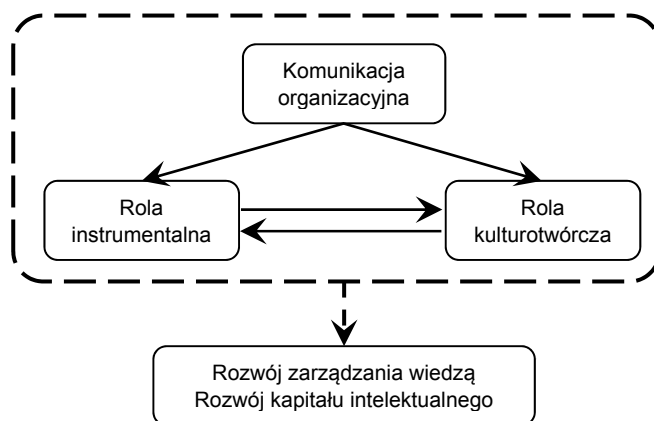 Komunikacja
organizacyjna
Rola
instrumentalna
Rola
kulturotwórcza
Rozwój zarządzania wiedzą
Rozwój kapitału intelektualnego